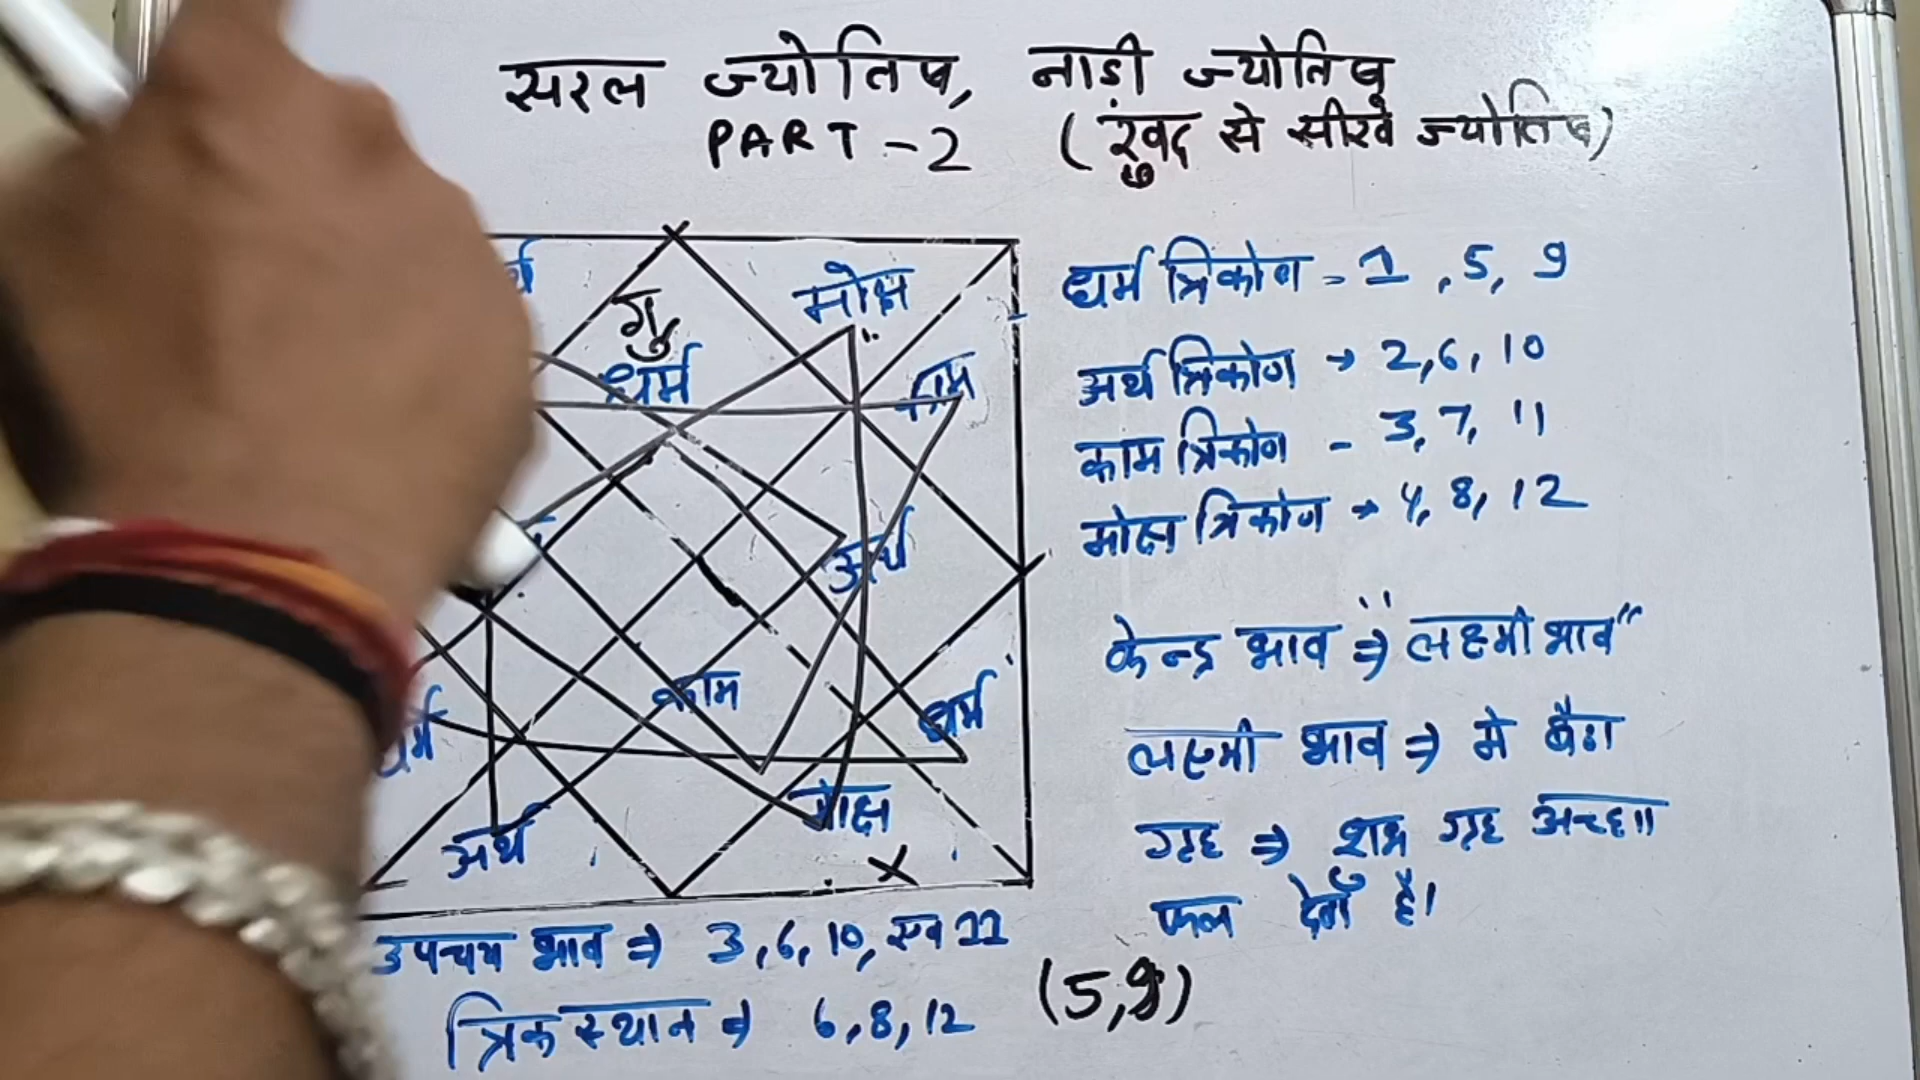 सरल ज्योतिष, नाडी ज्योतिष
PART-2 (खुद से सीखे ज्योतिष)
गु
धर्म
मोक्ष
काम
अर्थ
काम
धर्म
मोक्ष
अर्थ
र्म
x
धर्म त्रिकोण = 1, 5, 9
अर्थ त्रिकोण → 2, 6, 10
काम त्रिकोण - 3, 7, 11
मोक्ष त्रिकोण → 4, 8, 12
केन्द्र भाव ⇒ "लक्ष्मी भाव"
लक्ष्मी भाव ⇒ मे बैठा
ग्रह ⇒ ग्रह अच्छा
फल देता है।
उपचय भाव ⇒ 3, 6, 10, एव 11
त्रिक स्थान ⇒ 6, 8, 12
(5,9)